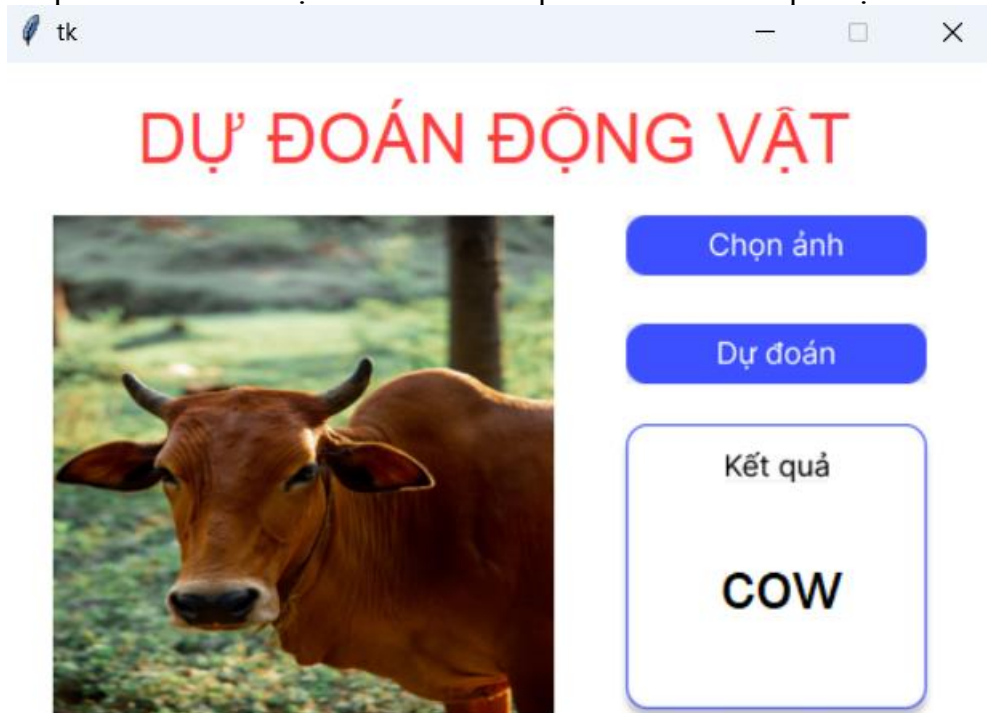 tk
DỰ ĐOÁN ĐỘNG VẬT
Chọn ảnh
Dự đoán
Kết quả
cow